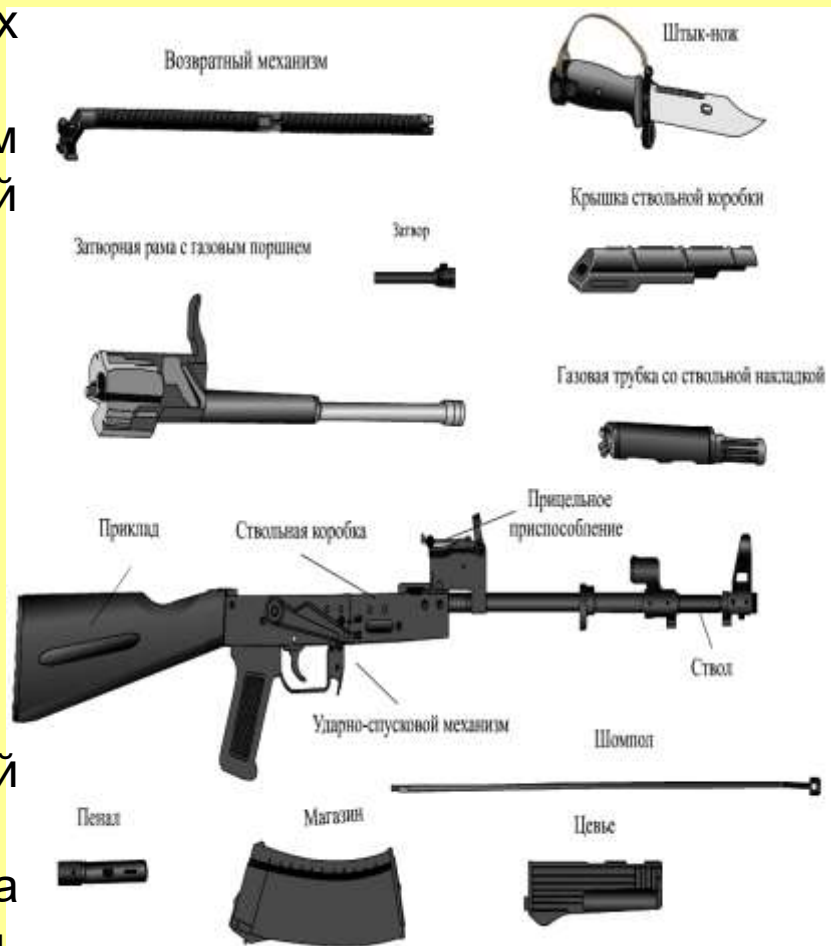 х
Штык-нож
Возвратный механизм
м
й
Крышка ствольной коробки
Затвор
Затворная рама с газовым поршнем
Газовая трубка со ствольной накладкой
Прицельное
приспособление
Приклад
Ствольная коробка
Ствол
Ударно-спусковой механизм
Шомпол
й
Пенал
Магазин
Цевье
а